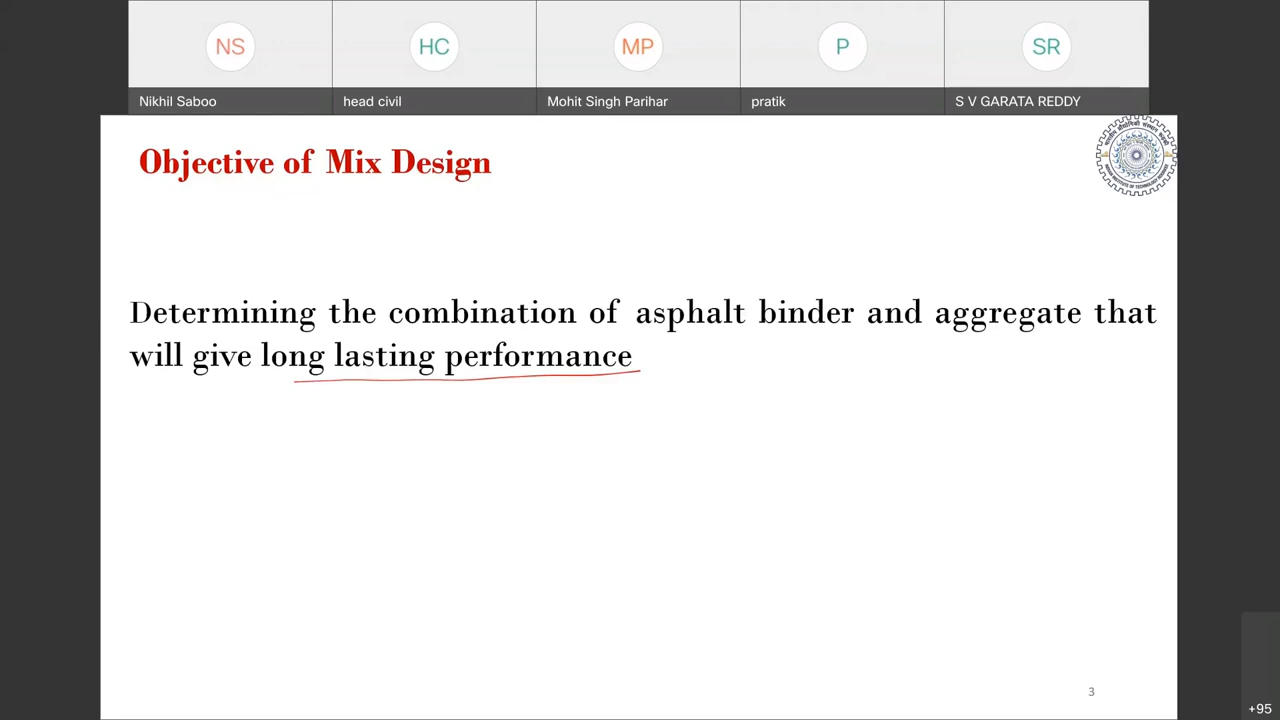 NS
HC
MP
P
SR
Nikhil Saboo
head civil
Mohit Singh Parihar
pratik
S V GARATA REDDY
Objective of Mix Design
Determining the combination of asphalt binder and aggregate that
will give long lasting performance
3
+95